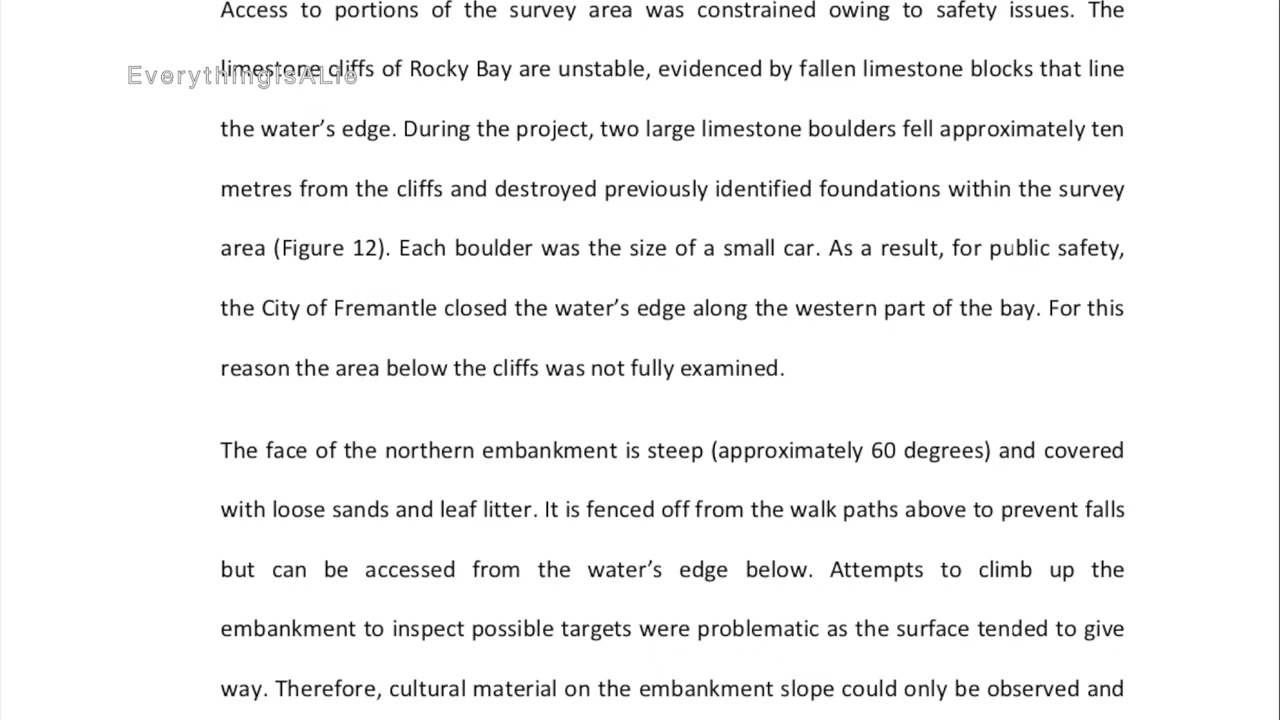 Access to portions of the survey area was constrained owing to safety issues. The
EverythingIsALie
limestone cliffs of Rocky Bay are unstable, evidenced by fallen limestone blocks that line
the water’s edge. During the project, two large limestone boulders fell approximately ten
metres from the cliffs and destroyed previously identified foundations within the survey
area (Figure 12). Each boulder was the size of a small car. As a result, for public safety,
the City of Fremantle closed the water’s edge along the western part of the bay. For this
reason the area below the cliffs was not fully examined.
The face of the northern embankment is steep (approximately 60 degrees) and covered
with loose sands and leaf litter. It is fenced off from the walk paths above to prevent falls
but can be accessed from the water’s edge below. Attempts to climb up the
embankment to inspect possible targets were problematic as the surface tended to give
way. Therefore, cultural material on the embankment slope could only be observed and